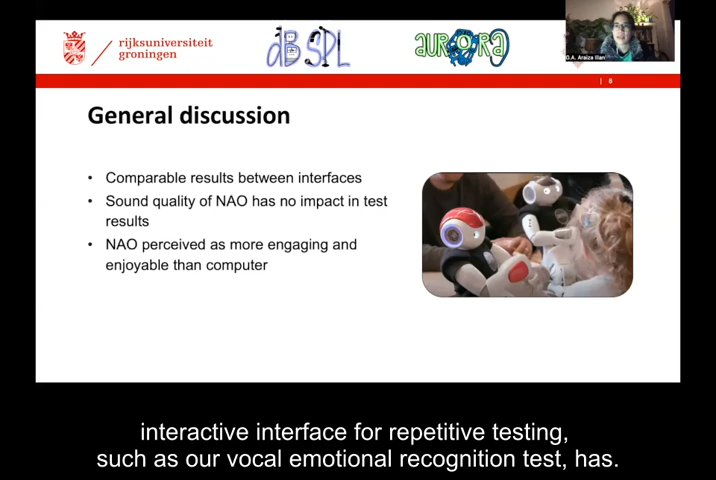 rijksuniversiteit
groningen
dB SPL
AURORA
G.A. Araiza Illan
8
General discussion
• Comparable results between interfaces
• Sound quality of NAO has no impact in test
results
• NAO perceived as more engaging and
enjoyable than computer
interactive interface for repetitive testing,
such as our vocal emotional recognition test, has.